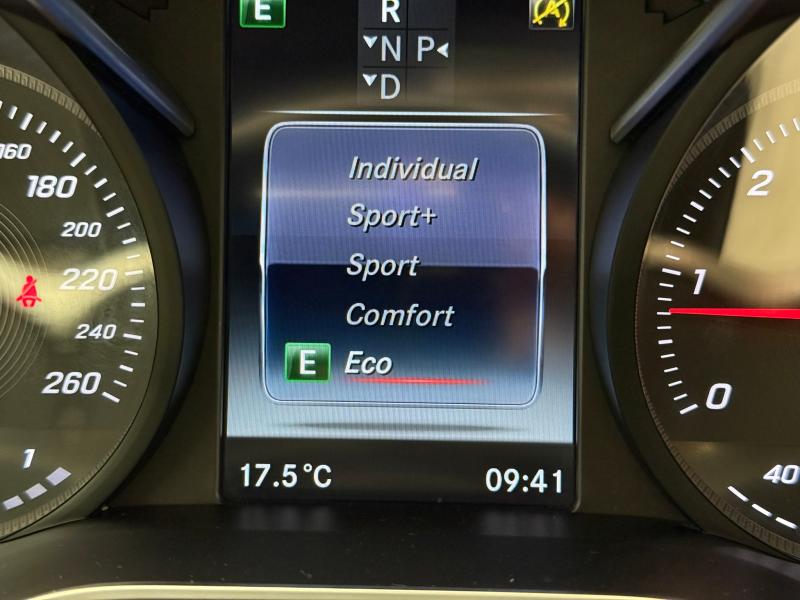 E
R
N P
D
Individual
Sport+
Sport
Comfort
E Eco
17.5°C
09:41
160
180
200
220
240
260
1
2
1
0
40